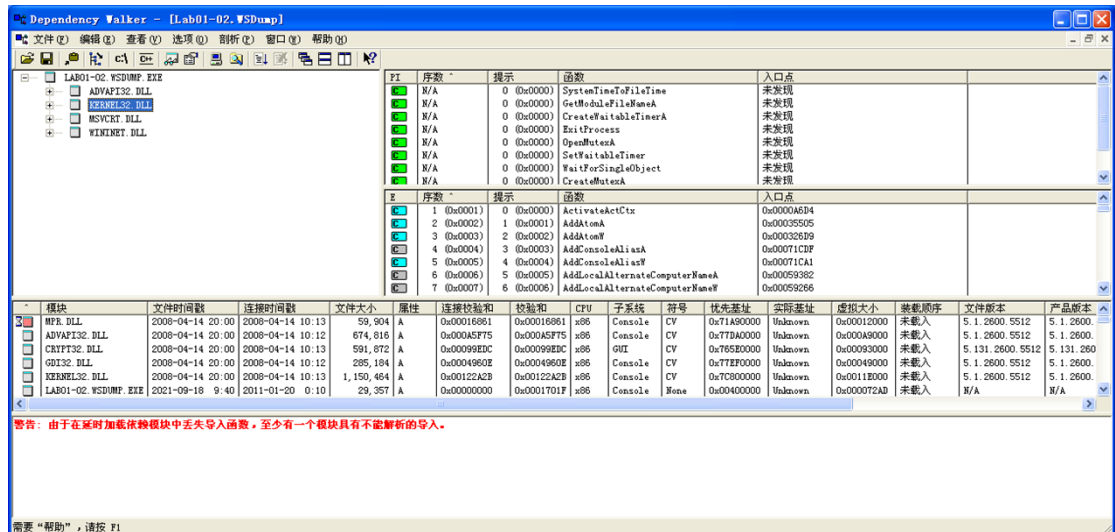 Dependency Walker - [Lab01-02.WSDump]
文件(F) 编辑(E) 查看(V) 选项(O) 剖析(P) 窗口(W) 帮助(H)
LAB01-02.WSDUMP.EXE
ADVAPI32.DLL
KERNEL32.DLL
MSVCRT.DLL
WININET.DLL
PI 序数 ^ 提示 函数 入口点
C N/A 0 (0x0000) SystemTimeToFileTime 未发现
C N/A 0 (0x0000) GetModuleFileNameA 未发现
C N/A 0 (0x0000) CreateWaitableTimerA 未发现
C N/A 0 (0x0000) ExitProcess 未发现
C N/A 0 (0x0000) OpenMutexA 未发现
C N/A 0 (0x0000) SetWaitableTimer 未发现
C N/A 0 (0x0000) WaitForSingleObject 未发现
C N/A 0 (0x0000) CreateMutexA 未发现
E 序数 ^ 提示 函数 入口点
C 1 (0x0001) 0 (0x0000) ActivateActCtx 0x0000A6D4
C 2 (0x0002) 1 (0x0001) AddAtomA 0x00035505
C 3 (0x0003) 2 (0x0002) AddAtomW 0x000326D9
C 4 (0x0004) 3 (0x0003) AddConsoleAliasA 0x00071CDF
C 5 (0x0005) 4 (0x0004) AddConsoleAliasW 0x00071CA1
C 6 (0x0006) 5 (0x0005) AddLocalAlternateComputerNameA 0x00059382
C 7 (0x0007) 6 (0x0006) AddLocalAlternateComputerNameW 0x00059266
^ 模块 文件时间戳 连接时间戳 文件大小 属性 连接校验和 校验和 CPU 子系统 符号 优先基址 实际基址 虚拟大小 装载顺序 文件版本 产品版本
MPR.DLL 2008-04-14 20:00 2008-04-14 10:13 59,904 A 0x00016861 0x00016861 x86 Console CV 0x71A90000 Unknown 0x00012000 未载入 5.1.2600.5512 5.1.2600.
ADVAPI32.DLL 2008-04-14 20:00 2008-04-14 10:12 674,816 A 0x000A5F75 0x000A5F75 x86 Console CV 0x77DA0000 Unknown 0x000A9000 未载入 5.1.2600.5512 5.1.2600.
CRYPT32.DLL 2008-04-14 20:00 2008-04-14 10:13 591,872 A 0x00099EDC 0x00099EDC x86 GUI CV 0x765E0000 Unknown 0x00093000 未载入 5.131.2600.5512 5.131.260
GDI32.DLL 2008-04-14 20:00 2008-04-14 10:12 285,184 A 0x0004960E 0x0004960E x86 Console CV 0x77EF0000 Unknown 0x00049000 未载入 5.1.2600.5512 5.1.2600.
KERNEL32.DLL 2008-04-14 20:00 2008-04-14 10:13 1,150,464 A 0x00122A2B 0x00122A2B x86 Console CV 0x7C800000 Unknown 0x0011E000 未载入 5.1.2600.5512 5.1.2600.
LAB01-02.WSDUMP.EXE 2021-09-18 9:40 2011-01-20 0:10 29,357 A 0x00000000 0x0001701F x86 Console None 0x00400000 Unknown 0x000072AD 未载入 N/A N/A
警告: 由于在延时加载依赖模块中丢失导入函数，至少有一个模块具有不能解析的导入。
需要“帮助”，请按 F1